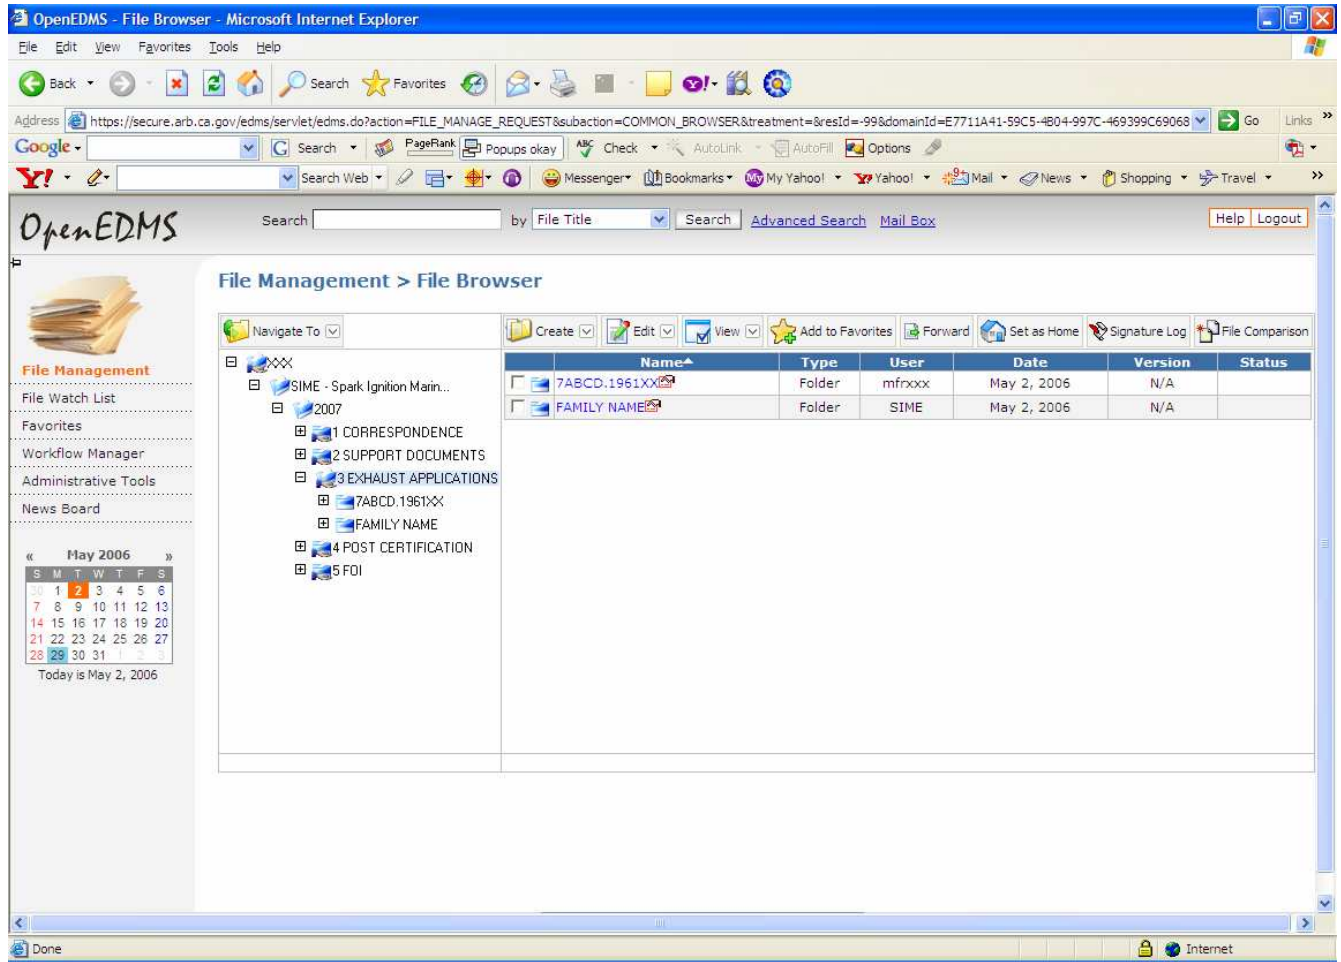 OpenEDMS - File Browser - Microsoft Internet Explorer
File Edit View Favorites Tools Help
Back Search Favorites
Address https://secure.arb.ca.gov/edms/servlet/edms.do?action=FILE_MANAGE_REQUEST&subaction=COMMON_BROWSER&treatment=&resId=-99&domainId=E7711A41-59C5-4B04-997C-469399C69068 Go Links »
Google Search PageRank Popups okay ABC Check AutoLink AutoFill Options
Y! Search Web Messenger Bookmarks My My Yahoo! Y? Yahoo! Mail News Shopping Travel »
OpenEDMS Search by File Title Search Advanced Search Mail Box Help Logout
File Management > File Browser
Navigate To Create Edit View Add to Favorites Forward Set as Home Signature Log File Comparison
File Management
File Watch List
Favorites
Workflow Manager
Administrative Tools
News Board
« May 2006 »
S M T W T F S
30 1 2 3 4 5 6
7 8 9 10 11 12 13
14 15 16 17 18 19 20
21 22 23 24 25 26 27
28 29 30 31 1 2 3
Today is May 2, 2006
XXX
SIME - Spark Ignition Marin...
2007
1 CORRESPONDENCE
2 SUPPORT DOCUMENTS
3 EXHAUST APPLICATIONS
7ABCD.1961XX
FAMILY NAME
4 POST CERTIFICATION
5 FOI
Name Type User Date Version Status
7ABCD.1961XX Folder mfrxxx May 2, 2006 N/A
FAMILY NAME Folder SIME May 2, 2006 N/A
Done Internet